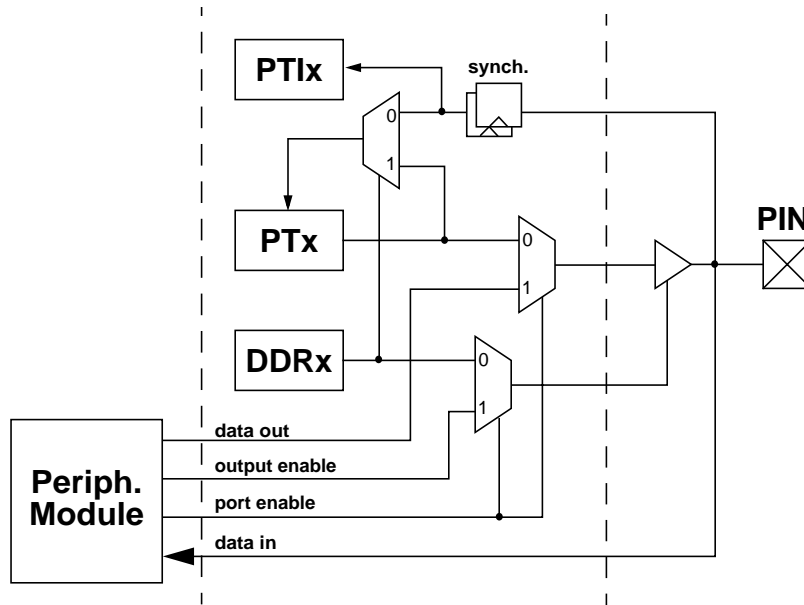 PTIx
synch.
0
1
PTx
PIN
0
1
DDRx
0
1
data out
output enable
Periph.
Module
port enable
data in